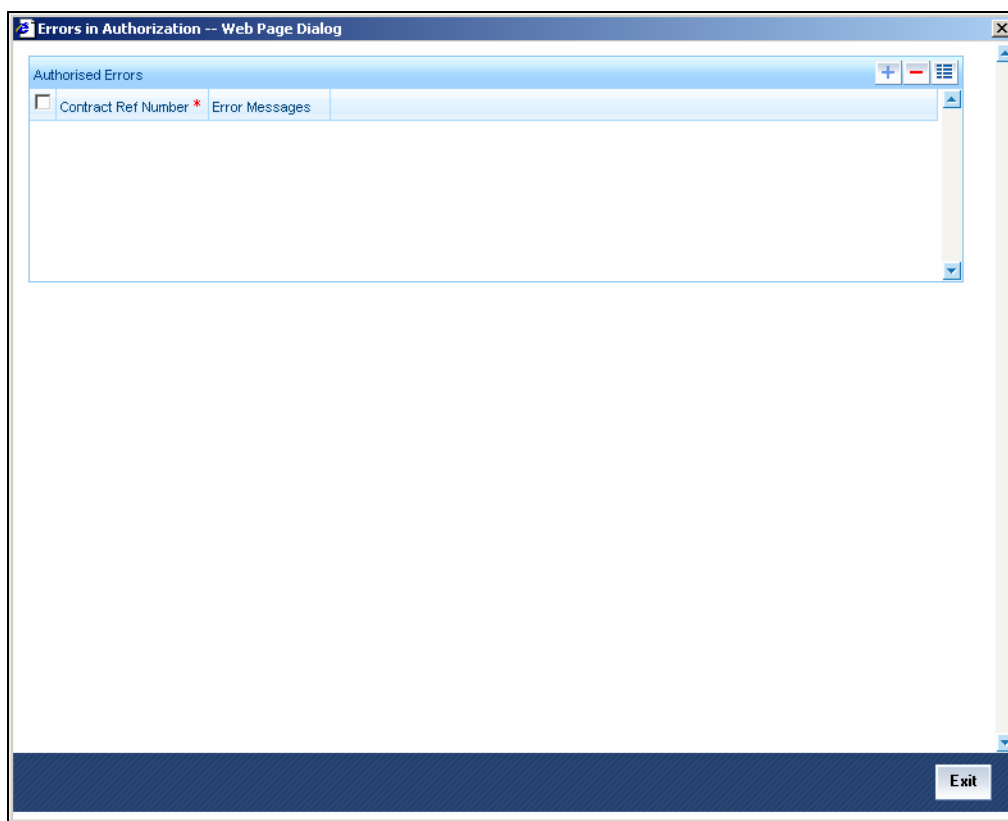 Errors in Authorization -- Web Page Dialog
Authorised Errors
Contract Ref Number * Error Messages
Exit